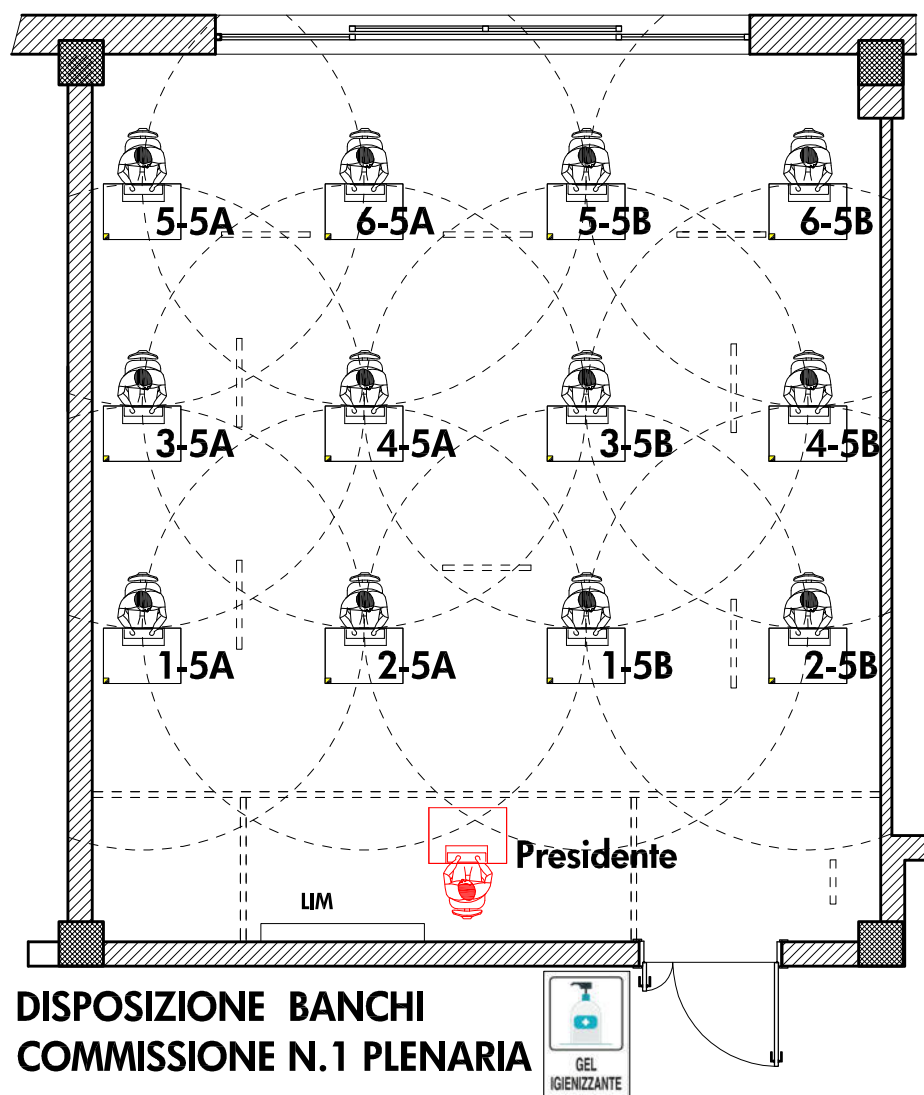 5-5A 6-5A 5-5B 6-5B
3-5A 4-5A 3-5B 4-5B
1-5A 2-5A 1-5B 2-5B
Presidente
LIM
DISPOSIZIONE BANCHI
COMMISSIONE N.1 PLENARIA
GEL
IGIENIZZANTE